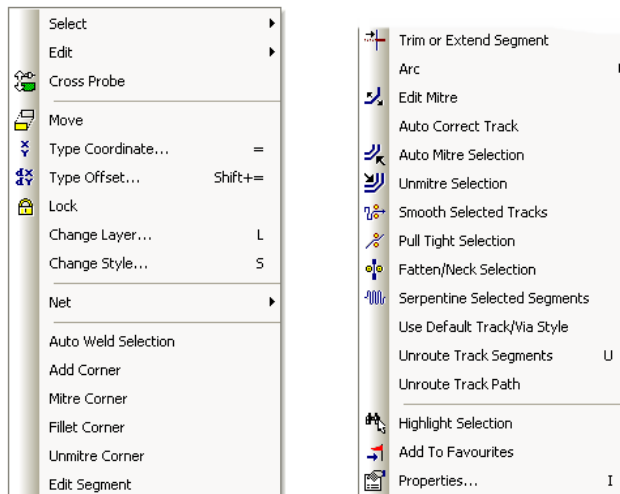 Select
Edit
Cross Probe
Move
Type Coordinate... =
Type Offset... Shift+=
Lock
Change Layer... L
Change Style... S
Net
Auto Weld Selection
Add Corner
Mitre Corner
Fillet Corner
Unmitre Corner
Edit Segment
Trim or Extend Segment
Arc
Edit Mitre
Auto Correct Track
Auto Mitre Selection
Unmitre Selection
Smooth Selected Tracks
Pull Tight Selection
Fatten/Neck Selection
Serpentine Selected Segments
Use Default Track/Via Style
Unroute Track Segments U
Unroute Track Path
Highlight Selection
Add To Favourites
Properties... I